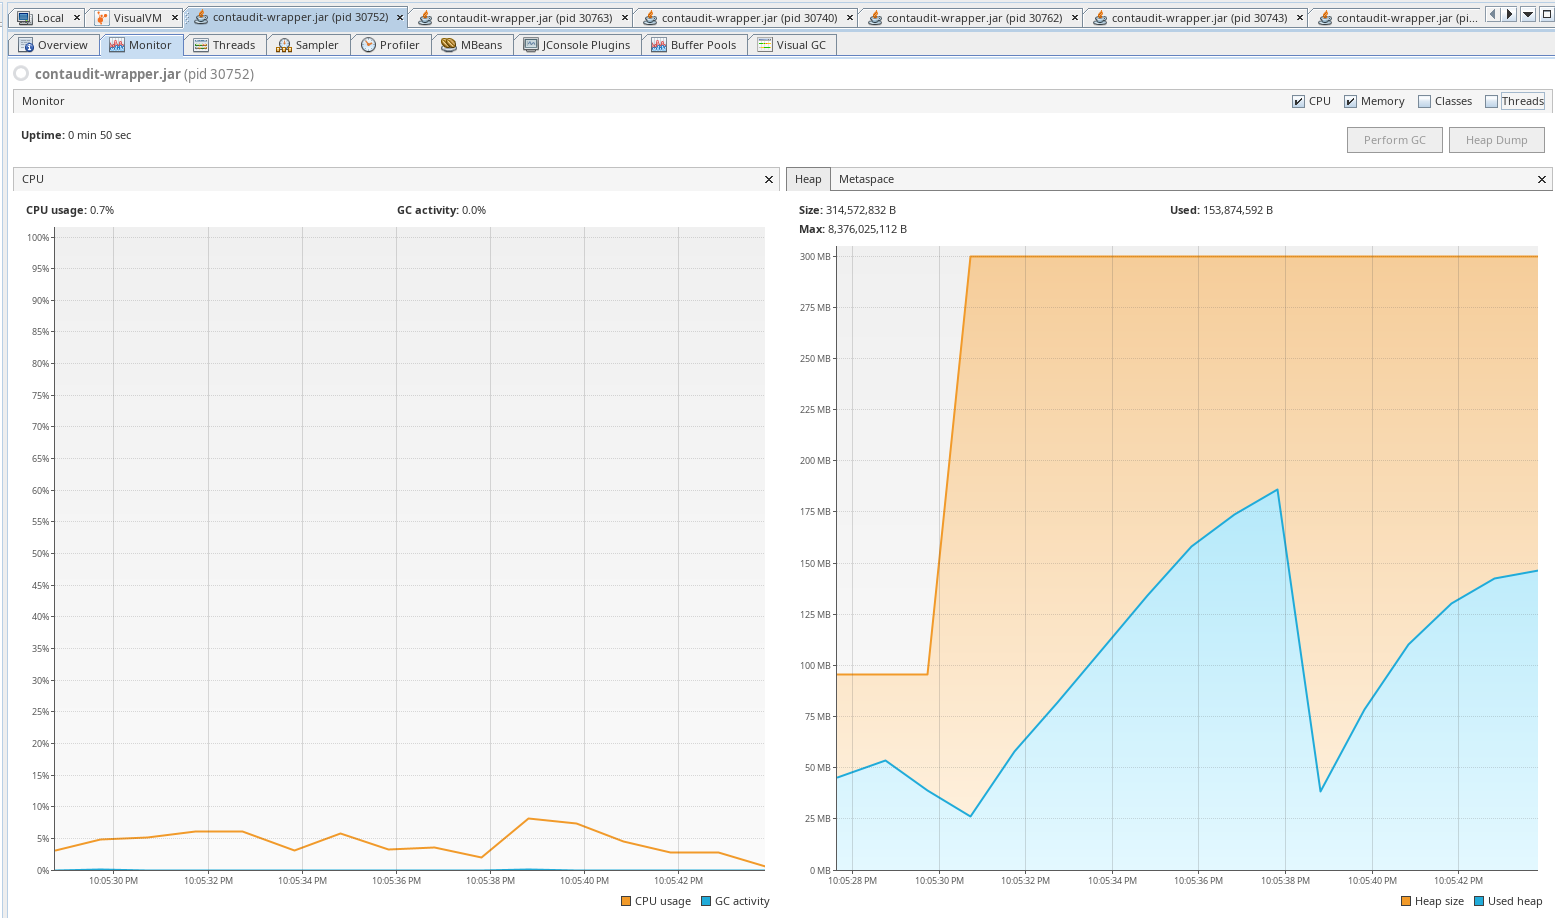 Local
VisualVM
contaudit-wrapper.jar (pid 30752)
contaudit-wrapper.jar (pid 30763)
contaudit-wrapper.jar (pid 30740)
contaudit-wrapper.jar (pid 30762)
contaudit-wrapper.jar (pid 30743)
contaudit-wrapper.jar (pi...
Overview
Monitor
Threads
Sampler
Profiler
MBeans
JConsole Plugins
Buffer Pools
Visual GC
contaudit-wrapper.jar (pid 30752)
Monitor
CPU
Memory
Classes
Threads
Uptime: 0 min 50 sec
Perform GC
Heap Dump
CPU
CPU usage: 0.7%
GC activity: 0.0%
100%
95%
90%
85%
80%
75%
70%
65%
60%
55%
50%
45%
40%
35%
30%
25%
20%
15%
10%
5%
0%
10:05:30 PM
10:05:32 PM
10:05:34 PM
10:05:36 PM
10:05:38 PM
10:05:40 PM
10:05:42 PM
CPU usage
GC activity
Heap
Metaspace
Size: 314,572,832 B
Used: 153,874,592 B
Max: 8,376,025,112 B
300 MB
275 MB
250 MB
225 MB
200 MB
175 MB
150 MB
125 MB
100 MB
75 MB
50 MB
25 MB
0 MB
10:05:28 PM
10:05:30 PM
10:05:32 PM
10:05:34 PM
10:05:36 PM
10:05:38 PM
10:05:40 PM
10:05:42 PM
Heap size
Used heap